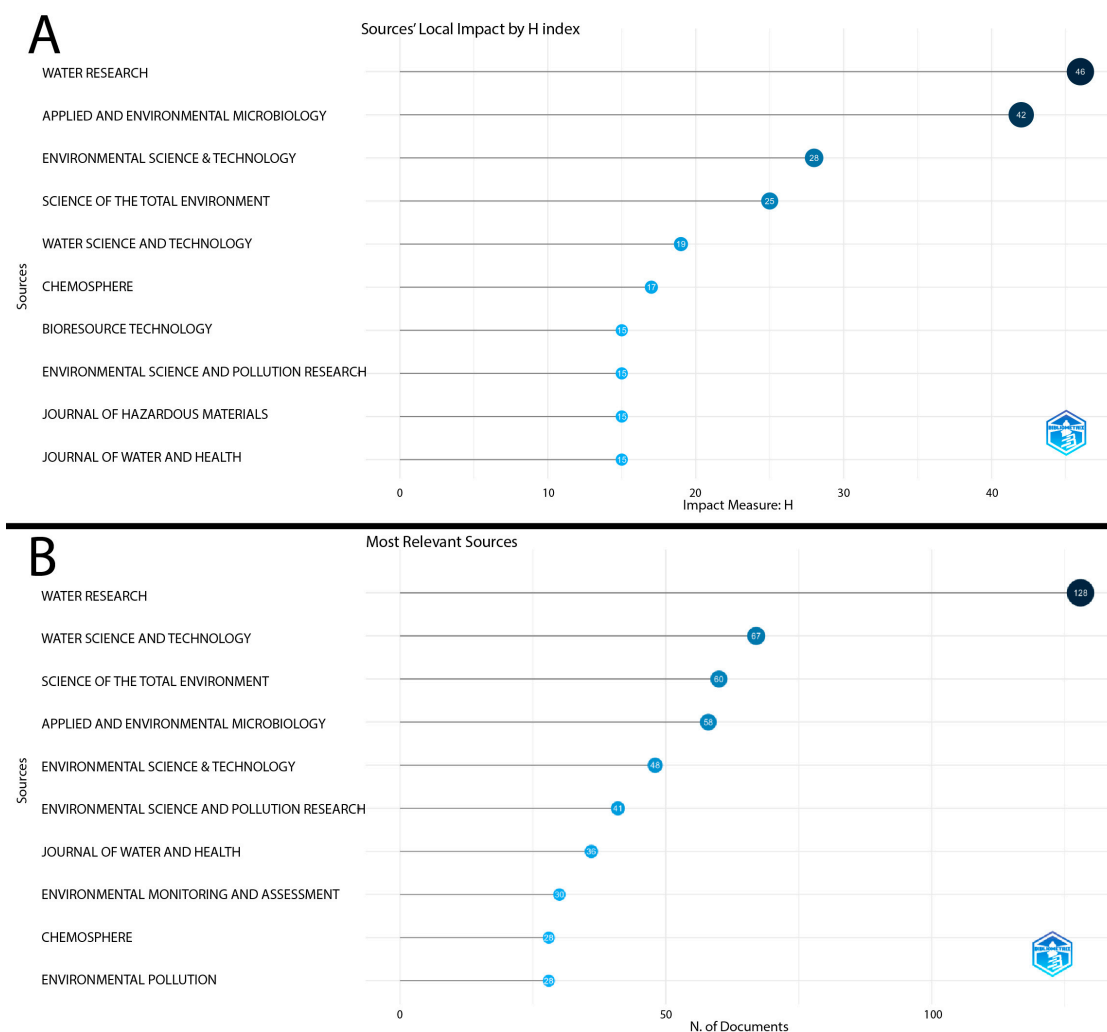 A
Sources' Local Impact by H index
WATER RESEARCH
46
APPLIED AND ENVIRONMENTAL MICROBIOLOGY
42
ENVIRONMENTAL SCIENCE & TECHNOLOGY
28
SCIENCE OF THE TOTAL ENVIRONMENT
25
WATER SCIENCE AND TECHNOLOGY
19
Sources
CHEMOSPHERE
17
BIORESOURCE TECHNOLOGY
15
ENVIRONMENTAL SCIENCE AND POLLUTION RESEARCH
15
JOURNAL OF HAZARDOUS MATERIALS
15
BIBLIOMETRIX
JOURNAL OF WATER AND HEALTH
15
0 10 20 30 40
Impact Measure: H
B
Most Relevant Sources
WATER RESEARCH
128
WATER SCIENCE AND TECHNOLOGY
67
SCIENCE OF THE TOTAL ENVIRONMENT
60
APPLIED AND ENVIRONMENTAL MICROBIOLOGY
58
Sources
ENVIRONMENTAL SCIENCE & TECHNOLOGY
48
ENVIRONMENTAL SCIENCE AND POLLUTION RESEARCH
41
JOURNAL OF WATER AND HEALTH
36
ENVIRONMENTAL MONITORING AND ASSESSMENT
30
CHEMOSPHERE
28
BIBLIOMETRIX
ENVIRONMENTAL POLLUTION
28
0 50 100
N. of Documents